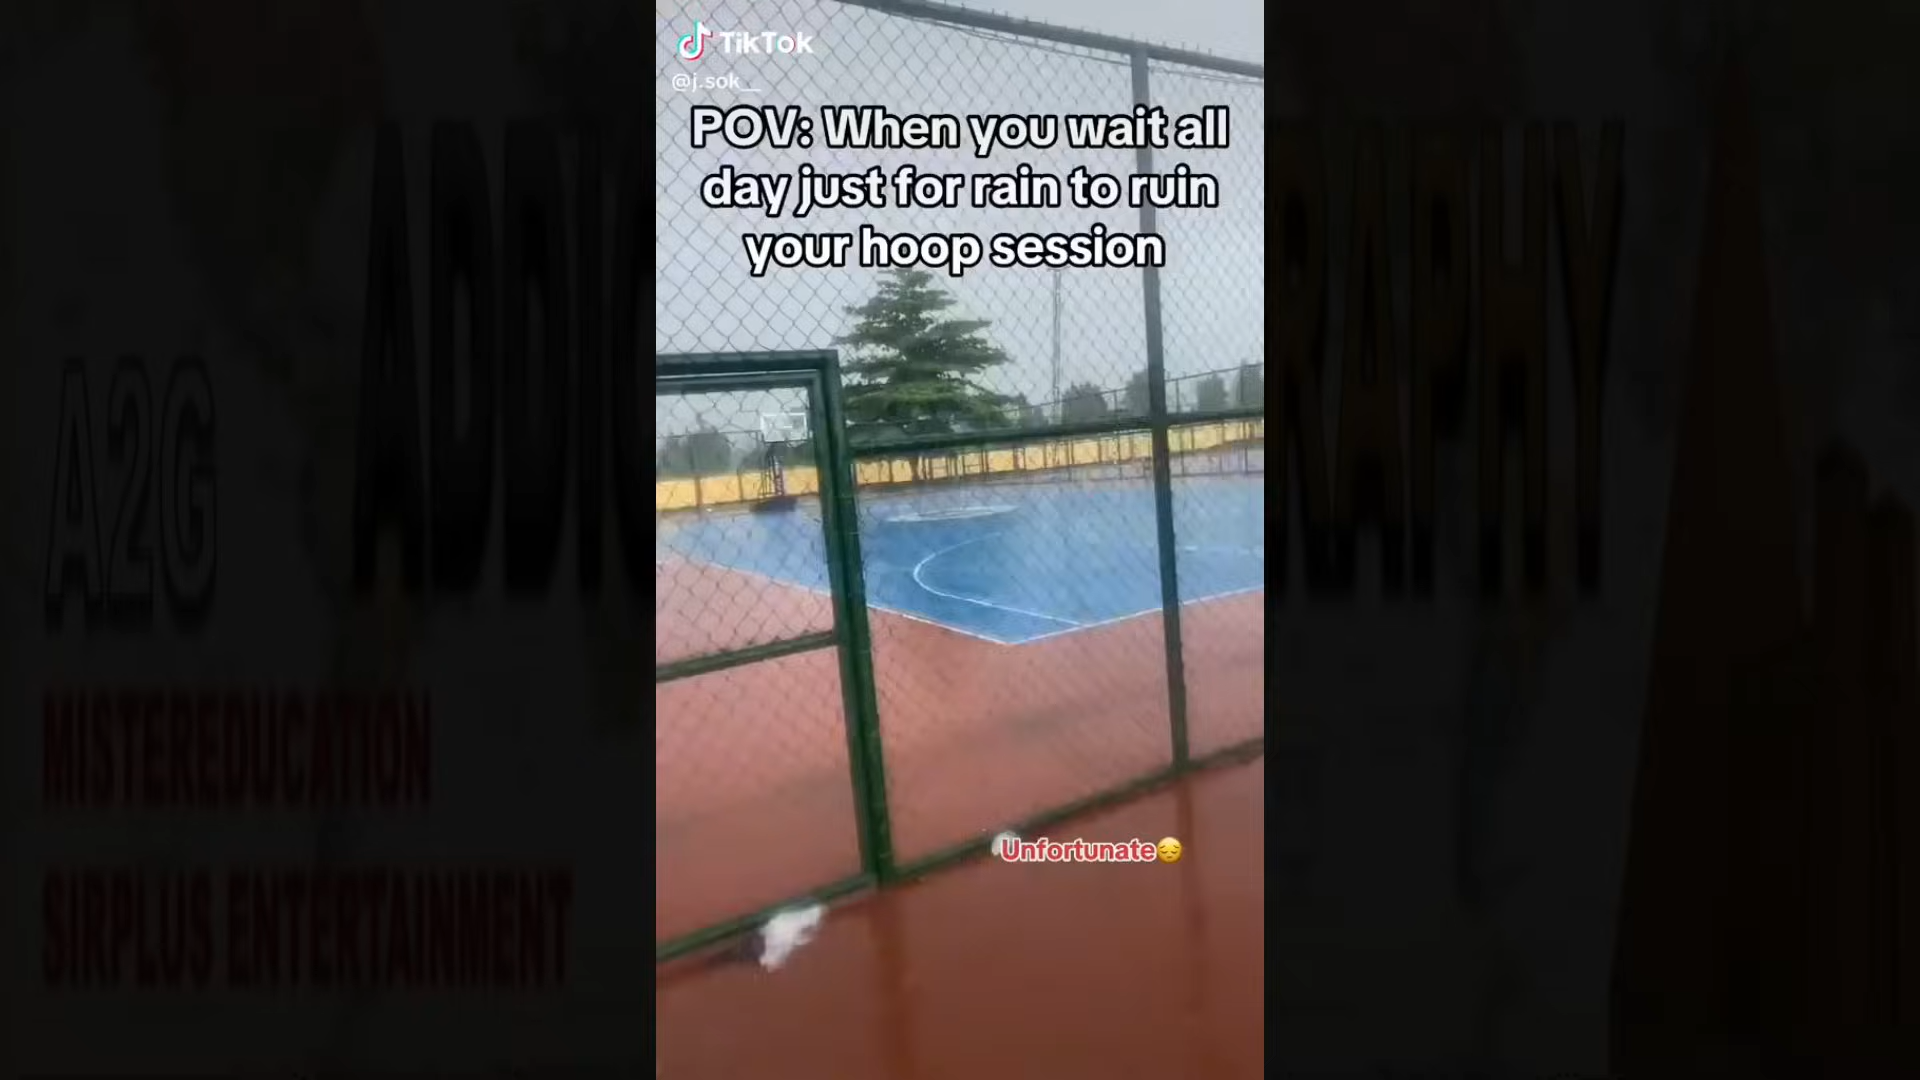 TikTok
@j.sok__
POV: When you wait all
day just for rain to ruin
your hoop session
Unfortunate😔
A2G
MISTEREDUCATION
SIRPLUS ENTERTAINMENT